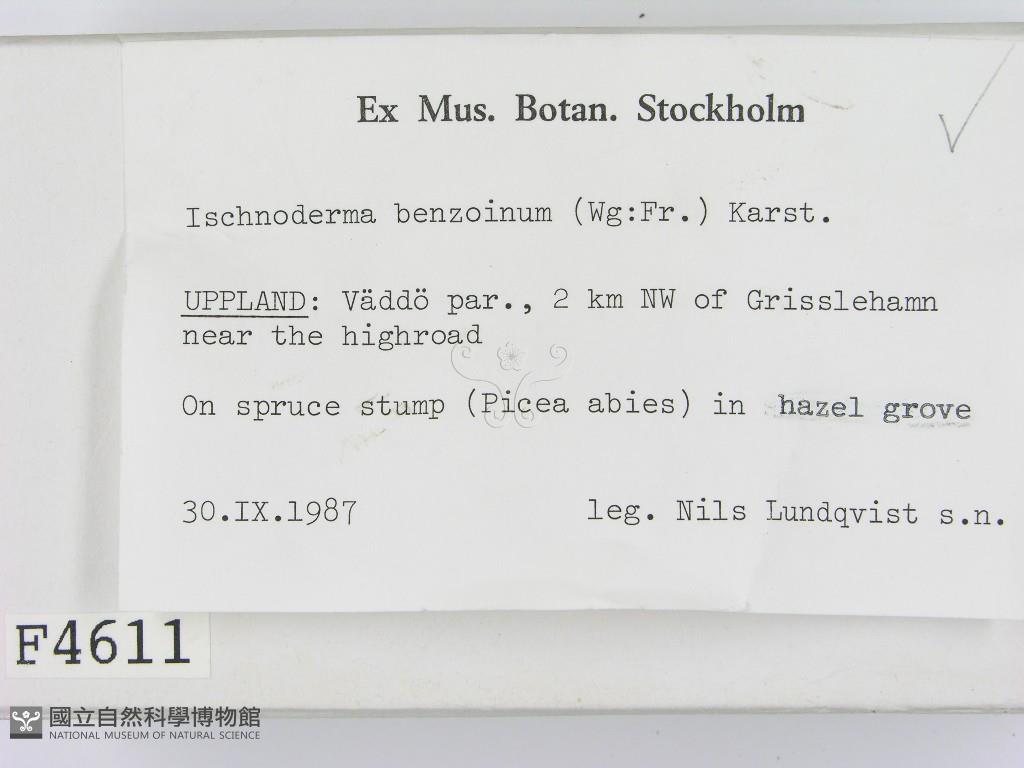 Ex Mus. Botan. Stockholm
Ischnoderma benzoinum (Wg:Fr.) Karst.
UPPLAND: Väddö par., 2 km NW of Grisslehamn
near the highroad
On spruce stump (Picea abies) in hazel grove
30.IX.1987 leg. Nils Lundqvist s.n.
F4611
國立自然科學博物館
NATIONAL MUSEUM OF NATURAL SCIENCE